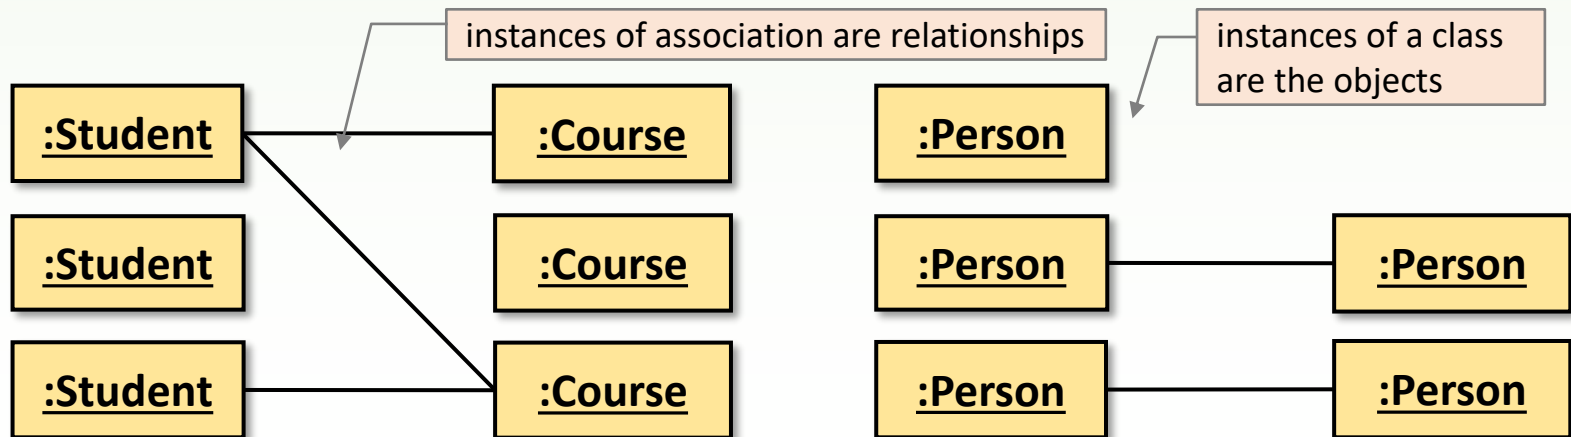 instances of association are relationships
instances of a class
are the objects
:Student
:Course
:Person
:Student
:Course
:Person
:Person
:Student
:Course
:Person
:Person